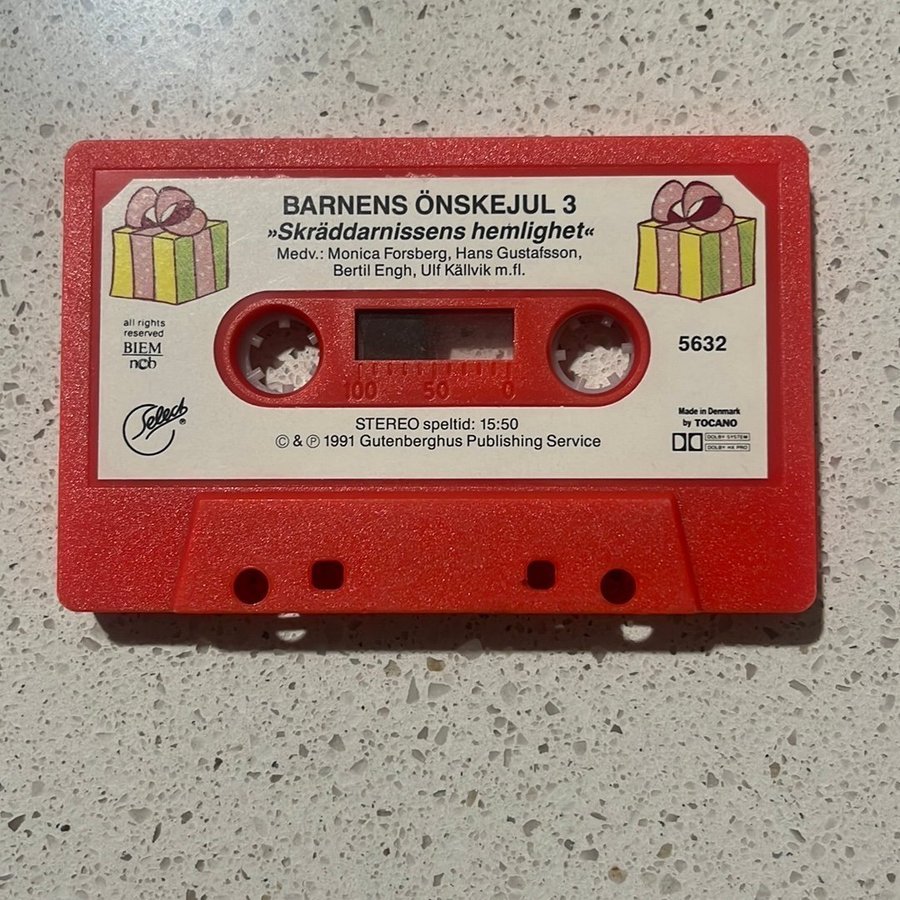 BARNENS ÖNSKEJUL 3
»Skräddarnissens hemlighet«
Medv.: Monica Forsberg, Hans Gustafsson,
Bertil Engh, Ulf Källvik m.fl.
all rights
reserved
BIEM
ncb
5632
100 50 0
Select®
STEREO speltid: 15:50
© & ℗ 1991 Gutenberghus Publishing Service
Made in Denmark
by TOCANO
DOLBY SYSTEM
DOLBY HX PRO